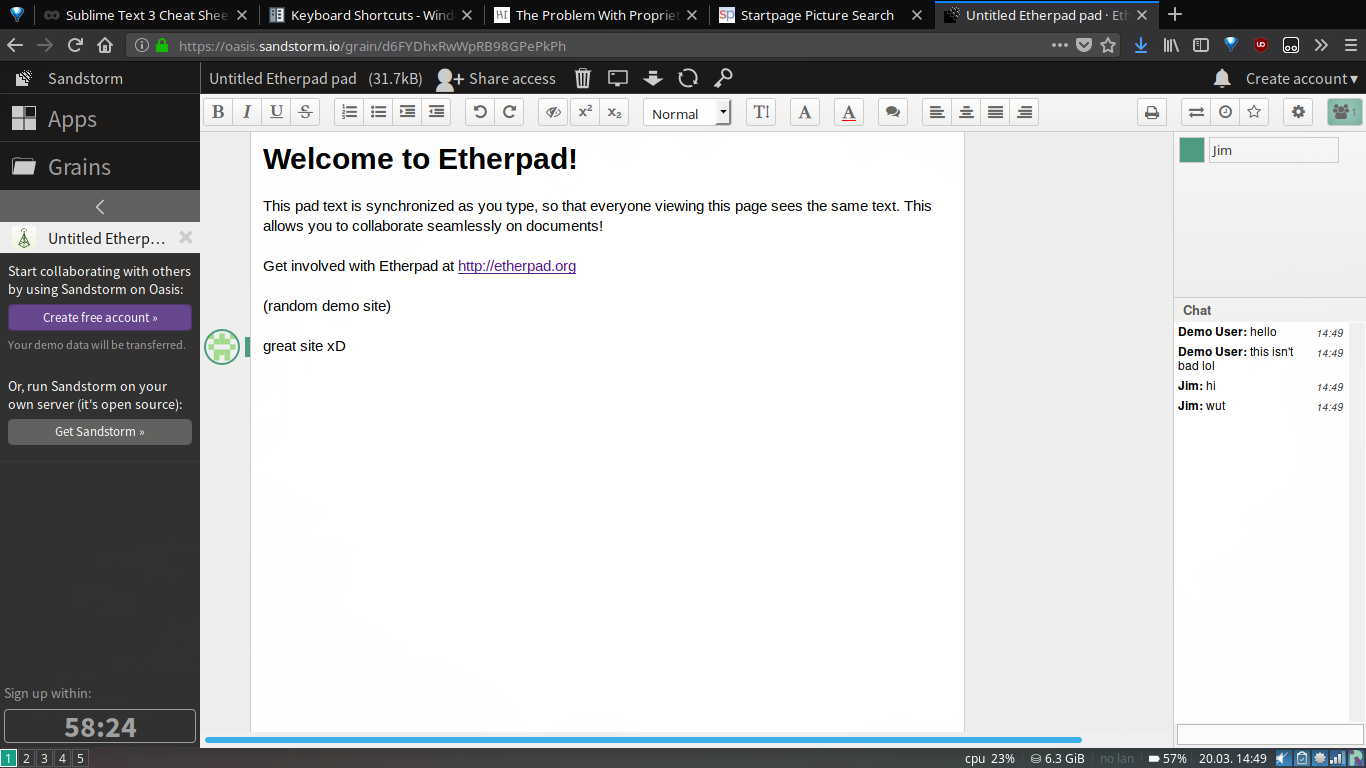 Sublime Text 3 Cheat Shee
Keyboard Shortcuts - Wind
HI The Problem With Propriet
sp Startpage Picture Search
Untitled Etherpad pad · Eth
https://oasis.sandstorm.io/grain/d6FYDhxRwWpRB98GPePkPh
Sandstorm
Untitled Etherpad pad (31.7kB) Share access
Create account ▾
Apps
Grains
Untitled Etherp…
Start collaborating with others
by using Sandstorm on Oasis:
Create free account »
Your demo data will be transferred.
Or, run Sandstorm on your
own server (it's open source):
Get Sandstorm »
Sign up within:
58:24
B I U S x² x₂ Normal T A A 1
Welcome to Etherpad!
This pad text is synchronized as you type, so that everyone viewing this page sees the same text. This
allows you to collaborate seamlessly on documents!
Get involved with Etherpad at http://etherpad.org
(random demo site)
great site xD
Jim
Chat
Demo User: hello 14:49
Demo User: this isn't 14:49
bad lol
Jim: hi 14:49
Jim: wut 14:49
1 2 3 4 5
cpu 23% 6.3 GiB no lan 57% 20.03. 14:49